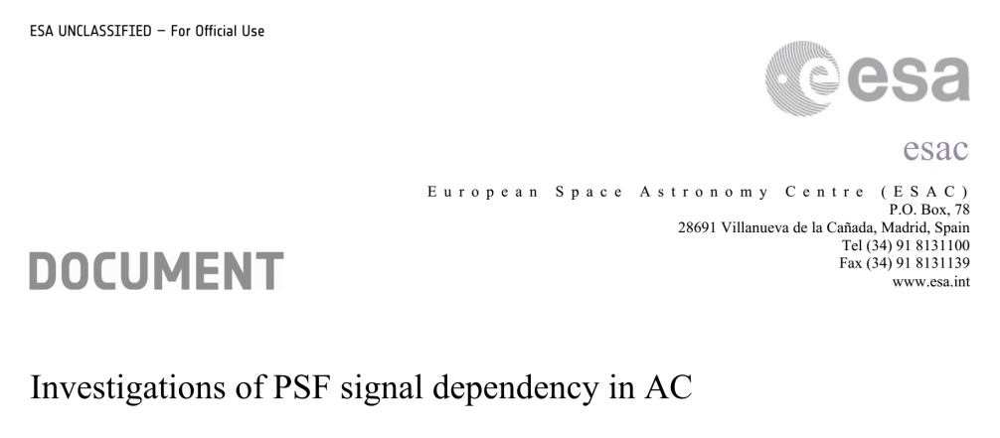 ESA UNCLASSIFIED – For Official Use
esa
esac
European Space Astronomy Centre (ESAC)
P.O. Box, 78
28691 Villanueva de la Cañada, Madrid, Spain
Tel (34) 91 8131100
Fax (34) 91 8131139
www.esa.int
DOCUMENT
Investigations of PSF signal dependency in AC